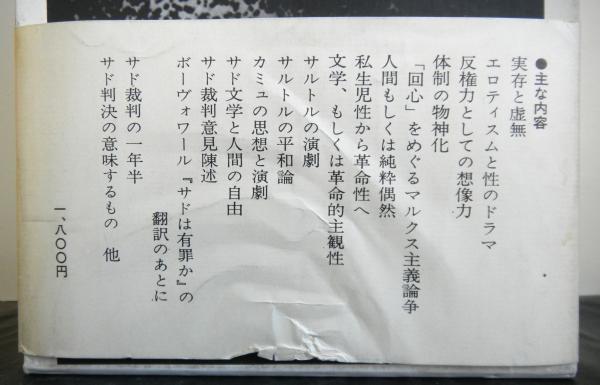 ●主な内容
実存と虚無
エロティスムと性のドラマ
反権力としての想像力
体制の物神化
「回心」をめぐるマルクス主義論争
人間もしくは純粋偶然
私生児性から革命性へ
文学、もしくは革命的主観性
サルトルの演劇
サルトルの平和論
カミュの思想と演劇
サド文学と人間の自由
サド裁判意見陳述
ボーヴォワール『サドは有罪か』の
翻訳のあとに
サド裁判の一年半
サド判決の意味するもの　他
一、八〇〇円